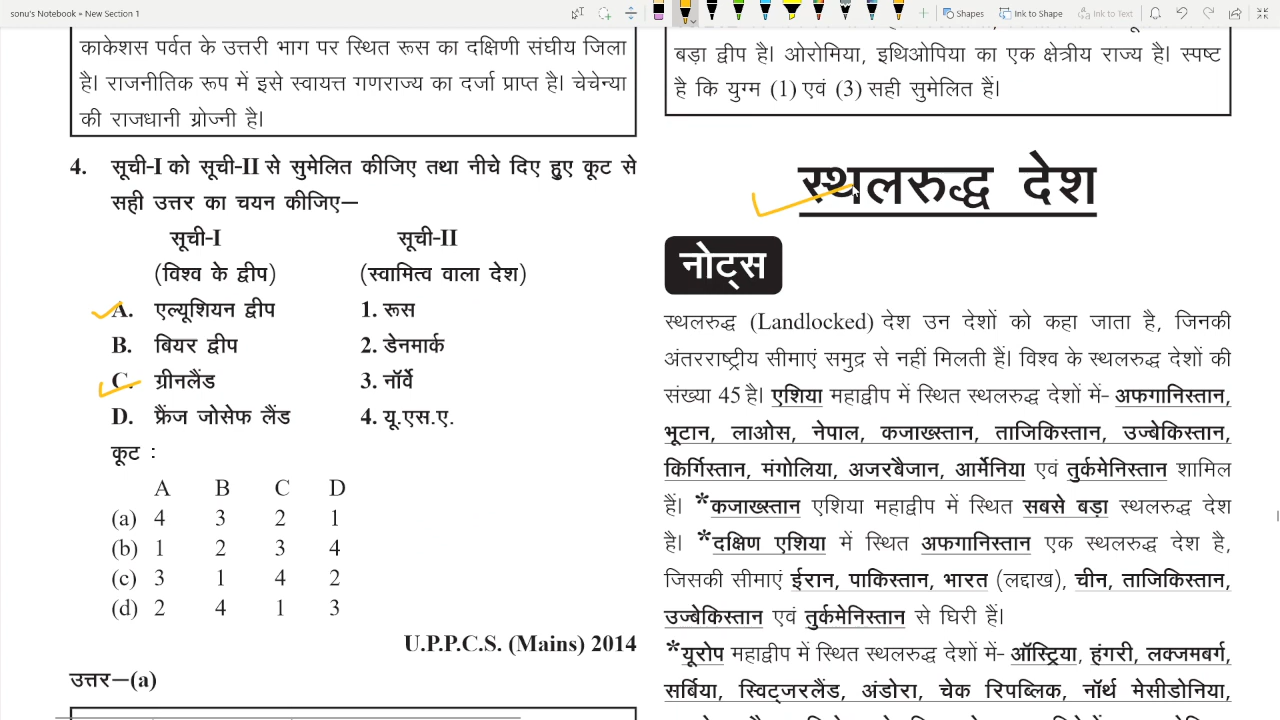 sonu's Notebook » New Section 1
Shapes
Ink to Shape
Ink to Text
काकेशस पर्वत के उत्तरी भाग पर स्थित रूस का दक्षिणी संघीय जिला
है। राजनीतिक रूप में इसे स्वायत्त गणराज्य का दर्जा प्राप्त है। चेचेन्या
की राजधानी ग्रोज्नी है।
4. सूची-I को सूची-II से सुमेलित कीजिए तथा नीचे दिए हुए कूट से
सही उत्तर का चयन कीजिए–
सूची-I सूची-II
(विश्व के द्वीप) (स्वामित्व वाला देश)
A. एल्यूशियन द्वीप 1. रूस
B. बियर द्वीप 2. डेनमार्क
C. ग्रीनलैंड 3. नॉर्वे
D. फ्रैंज जोसेफ लैंड 4. यू.एस.ए.
कूट :
A B C D
(a) 4 3 2 1
(b) 1 2 3 4
(c) 3 1 4 2
(d) 2 4 1 3
U.P.P.C.S. (Mains) 2014
उत्तर–(a)
बड़ा द्वीप है। ओरोमिया, इथिओपिया का एक क्षेत्रीय राज्य है। स्पष्ट
है कि युग्म (1) एवं (3) सही सुमेलित हैं।
स्थलरुद्ध देश
नोट्स
स्थलरुद्ध (Landlocked) देश उन देशों को कहा जाता है, जिनकी
अंतरराष्ट्रीय सीमाएं समुद्र से नहीं मिलती हैं। विश्व के स्थलरुद्ध देशों की
संख्या 45 है। एशिया महाद्वीप में स्थित स्थलरुद्ध देशों में- अफगानिस्तान,
भूटान, लाओस, नेपाल, कजाख्स्तान, ताजिकिस्तान, उज्बेकिस्तान,
किर्गिस्तान, मंगोलिया, अजरबैजान, आर्मेनिया एवं तुर्कमेनिस्तान शामिल
हैं। *कजाख्स्तान एशिया महाद्वीप में स्थित सबसे बड़ा स्थलरुद्ध देश
है। *दक्षिण एशिया में स्थित अफगानिस्तान एक स्थलरुद्ध देश है,
जिसकी सीमाएं ईरान, पाकिस्तान, भारत (लद्दाख), चीन, ताजिकिस्तान,
उज्बेकिस्तान एवं तुर्कमेनिस्तान से घिरी हैं।
*यूरोप महाद्वीप में स्थित स्थलरुद्ध देशों में- ऑस्ट्रिया, हंगरी, लक्जमबर्ग,
सर्बिया, स्विट्जरलैंड, अंडोरा, चेक रिपब्लिक, नॉर्थ मेसीडोनिया,